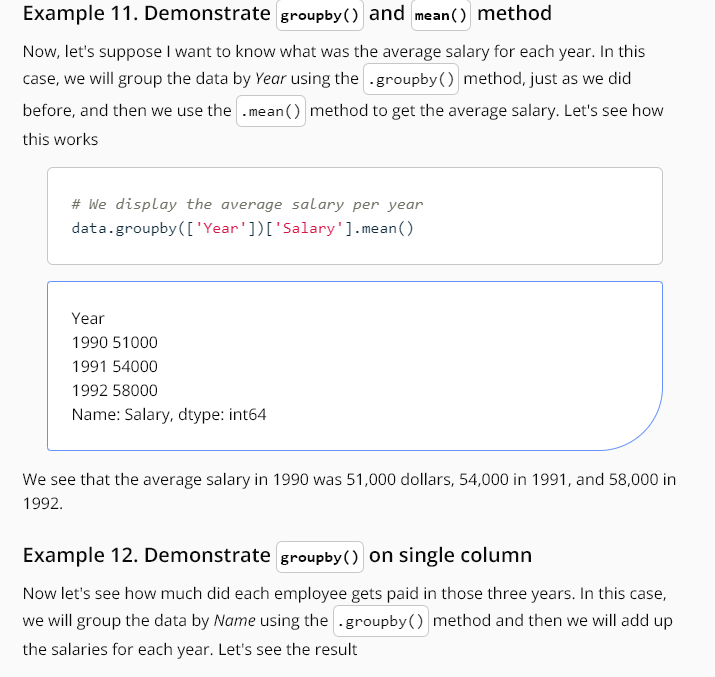 Example 11. Demonstrate groupby() and mean() method
Now, let's suppose I want to know what was the average salary for each year. In this
case, we will group the data by Year using the .groupby() method, just as we did
before, and then we use the .mean() method to get the average salary. Let's see how
this works
# We display the average salary per year
data.groupby(['Year'])['Salary'].mean()
Year
1990 51000
1991 54000
1992 58000
Name: Salary, dtype: int64
We see that the average salary in 1990 was 51,000 dollars, 54,000 in 1991, and 58,000 in
1992.
Example 12. Demonstrate groupby() on single column
Now let's see how much did each employee gets paid in those three years. In this case,
we will group the data by Name using the .groupby() method and then we will add up
the salaries for each year. Let's see the result